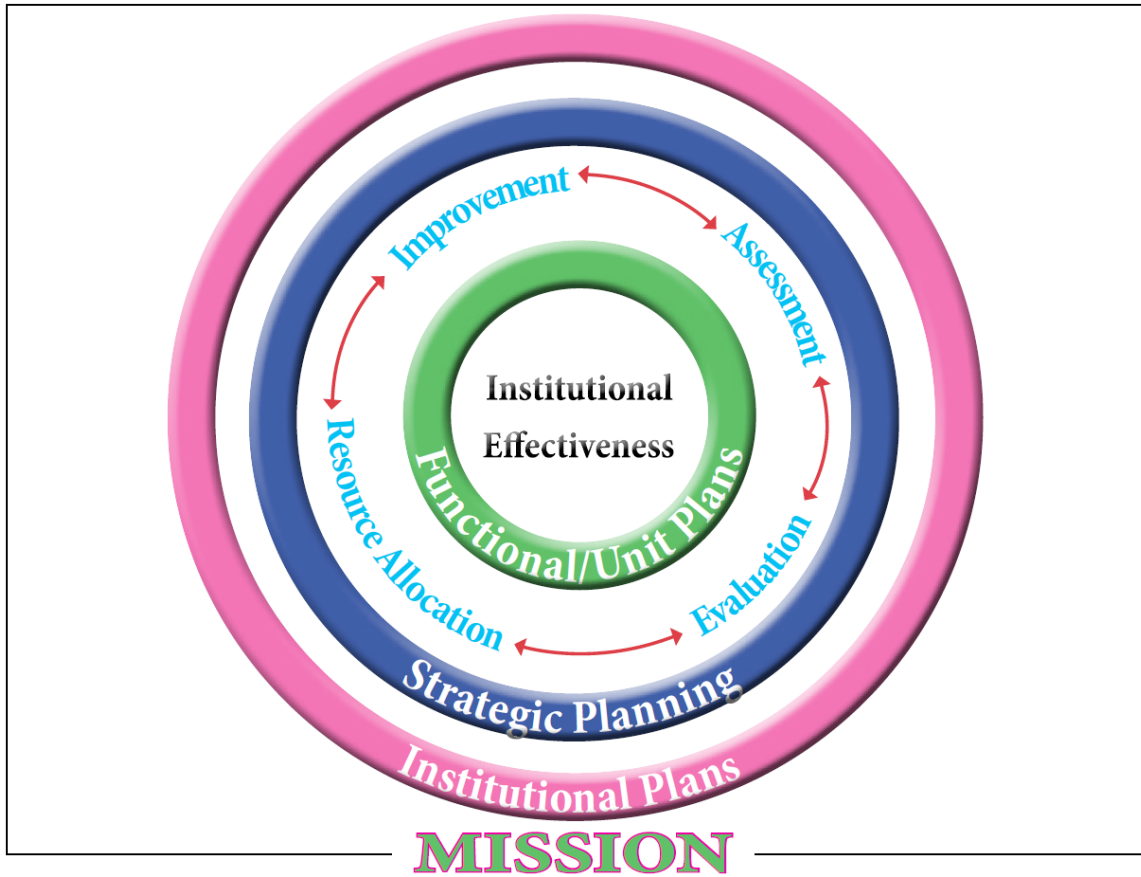 Improvement
Assessment
Institutional
Effectiveness
Resource Allocation
Evaluation
Functional/Unit Plans
Strategic Planning
Institutional Plans
MISSION